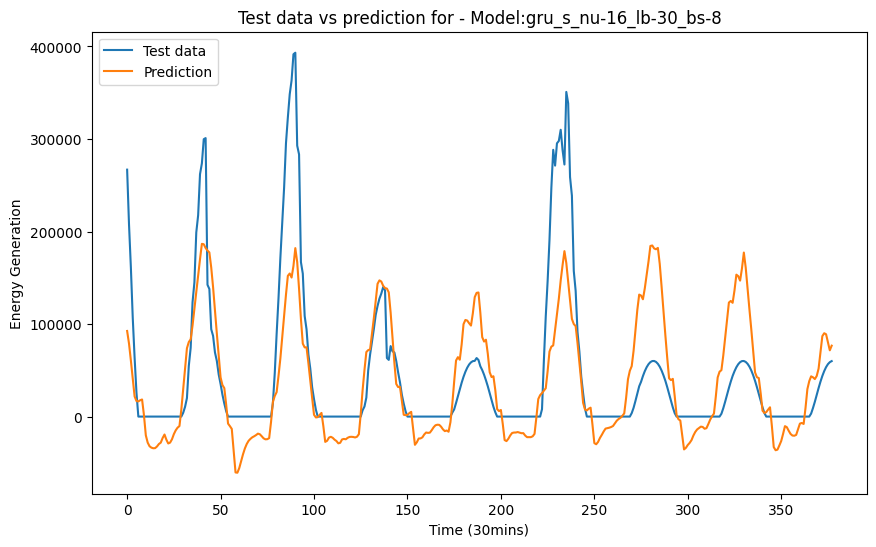 Test data vs prediction for - Model:gru_s_nu-16_lb-30_bs-8
Test data
Prediction
400000
300000
200000
100000
0
Energy Generation
0 50 100 150 200 250 300 350
Time (30mins)